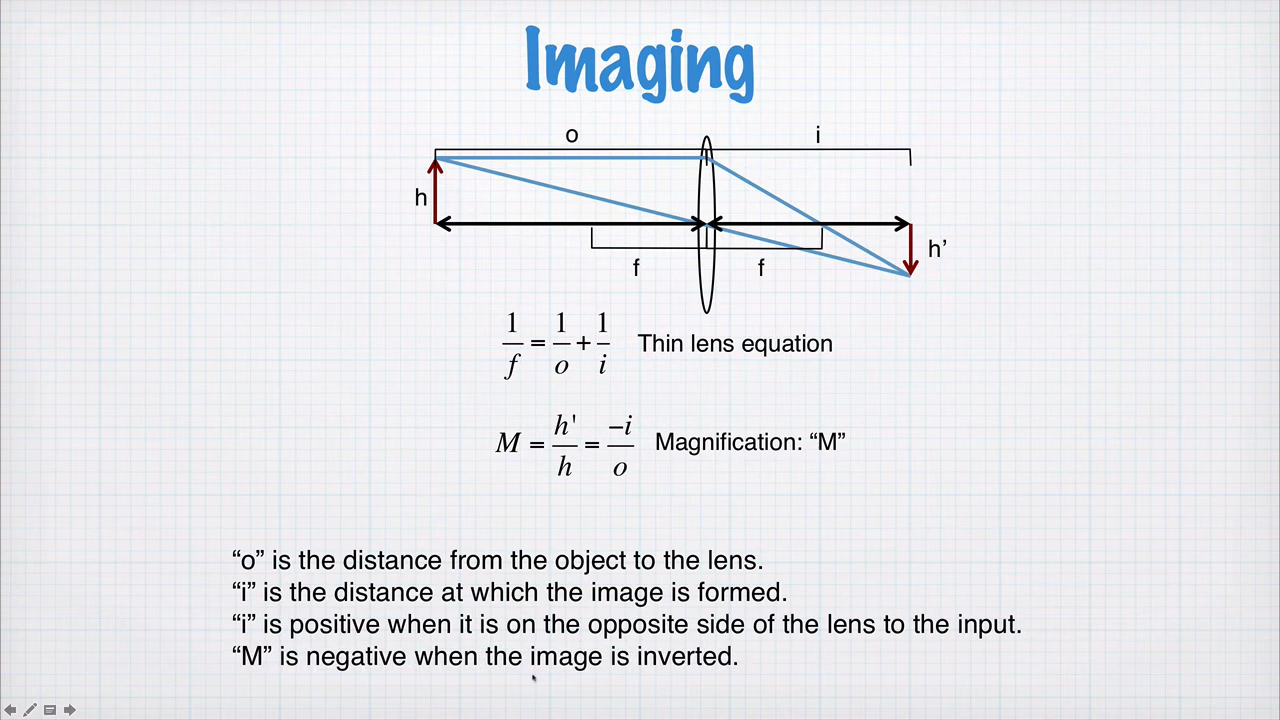 Imaging
o i
h
h'
f f
1/f = 1/o + 1/i Thin lens equation
M = h'/h = -i/o Magnification: “M”
“o” is the distance from the object to the lens.
“i” is the distance at which the image is formed.
“i” is positive when it is on the opposite side of the lens to the input.
“M” is negative when the image is inverted.